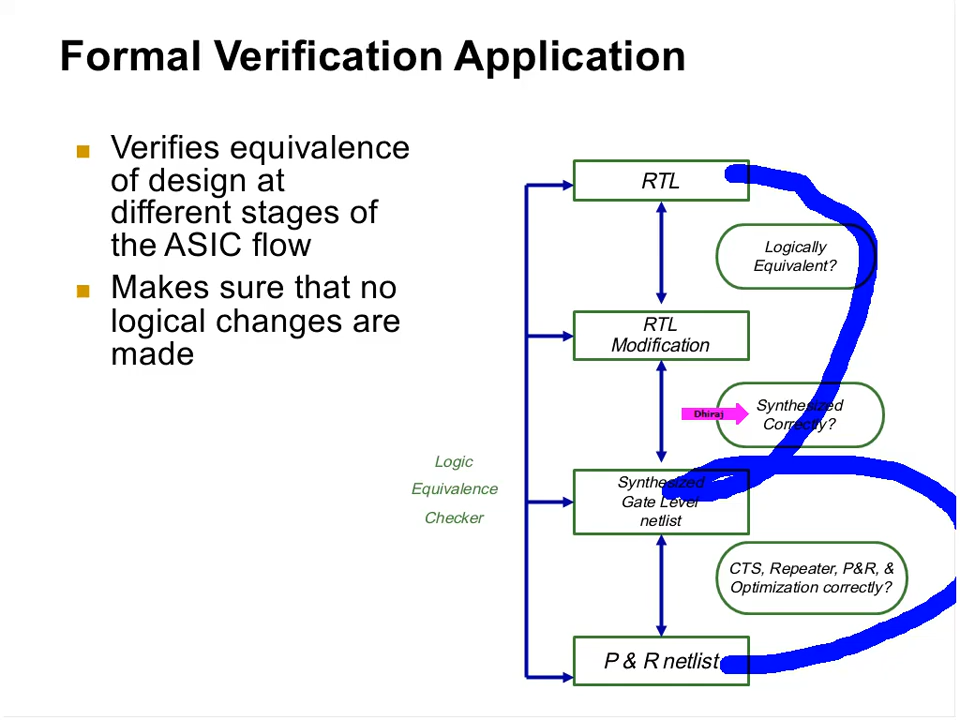 Formal Verification Application
Verifies equivalence
of design at
different stages of
the ASIC flow
Makes sure that no
logical changes are
made
RTL
Logically
Equivalent?
RTL
Modification
Dhiraj
Synthesized
Correctly?
Logic
Equivalence
Checker
Synthesized
Gate Level
netlist
CTS, Repeater, P&R, &
Optimization correctly?
P & R netlist